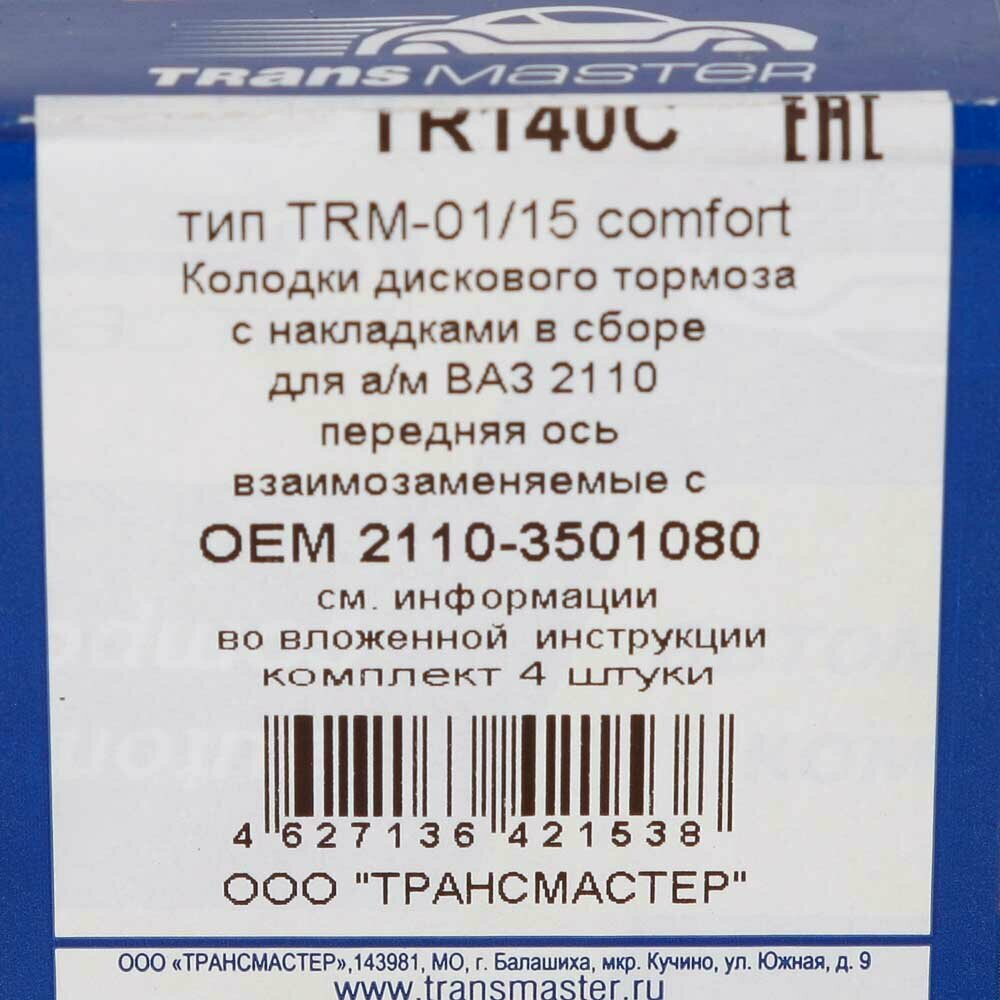 TRANSMASTER
TR140C EAC
тип TRM-01/15 comfort
Колодки дискового тормоза
с накладками в сборе
для а/м ВАЗ 2110
передняя ось
взаимозаменяемые с
OEM 2110-3501080
см. информации
во вложенной инструкции
комплект 4 штуки
4 627136 421538
ООО "ТРАНСМАСТЕР"
ООО «ТРАНСМАСТЕР»,143981, МО, г. Балашиха, мкр. Кучино, ул. Южная, д. 9
www.transmaster.ru